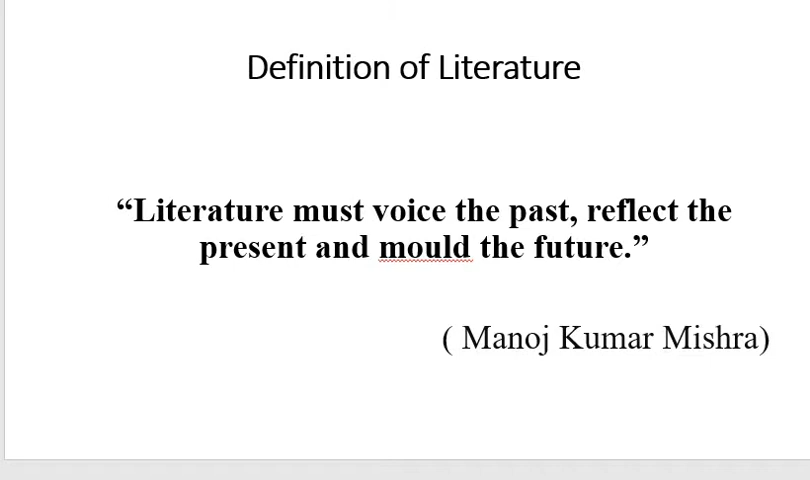 Definition of Literature
“Literature must voice the past, reflect the
present and mould the future.”
( Manoj Kumar Mishra)